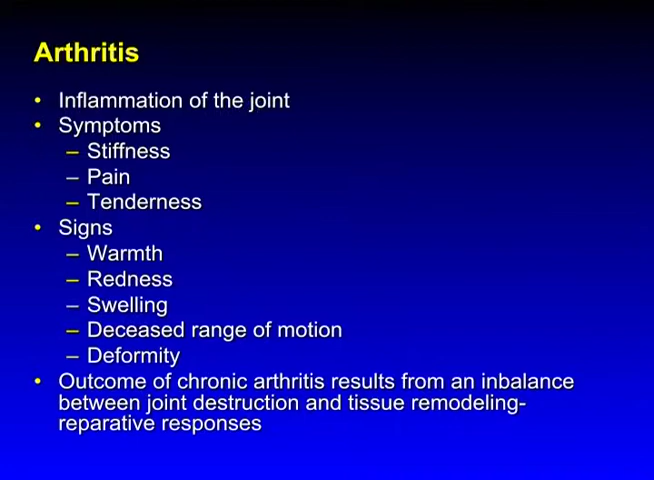 Arthritis
• Inflammation of the joint
• Symptoms
– Stiffness
– Pain
– Tenderness
• Signs
– Warmth
– Redness
– Swelling
– Deceased range of motion
– Deformity
• Outcome of chronic arthritis results from an inbalance
between joint destruction and tissue remodeling-
reparative responses